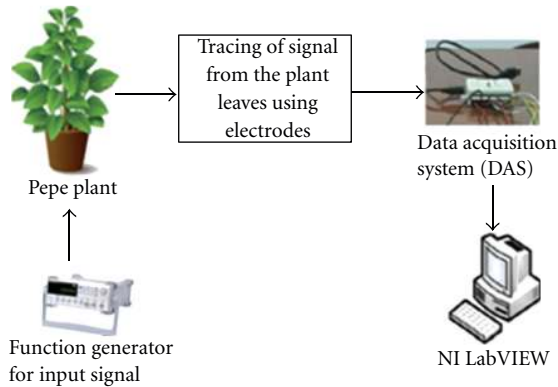 Tracing of signal
from the plant
leaves using
electrodes
Pepe plant
Data acquisition
system (DAS)
Function generator
for input signal
NI LabVIEW